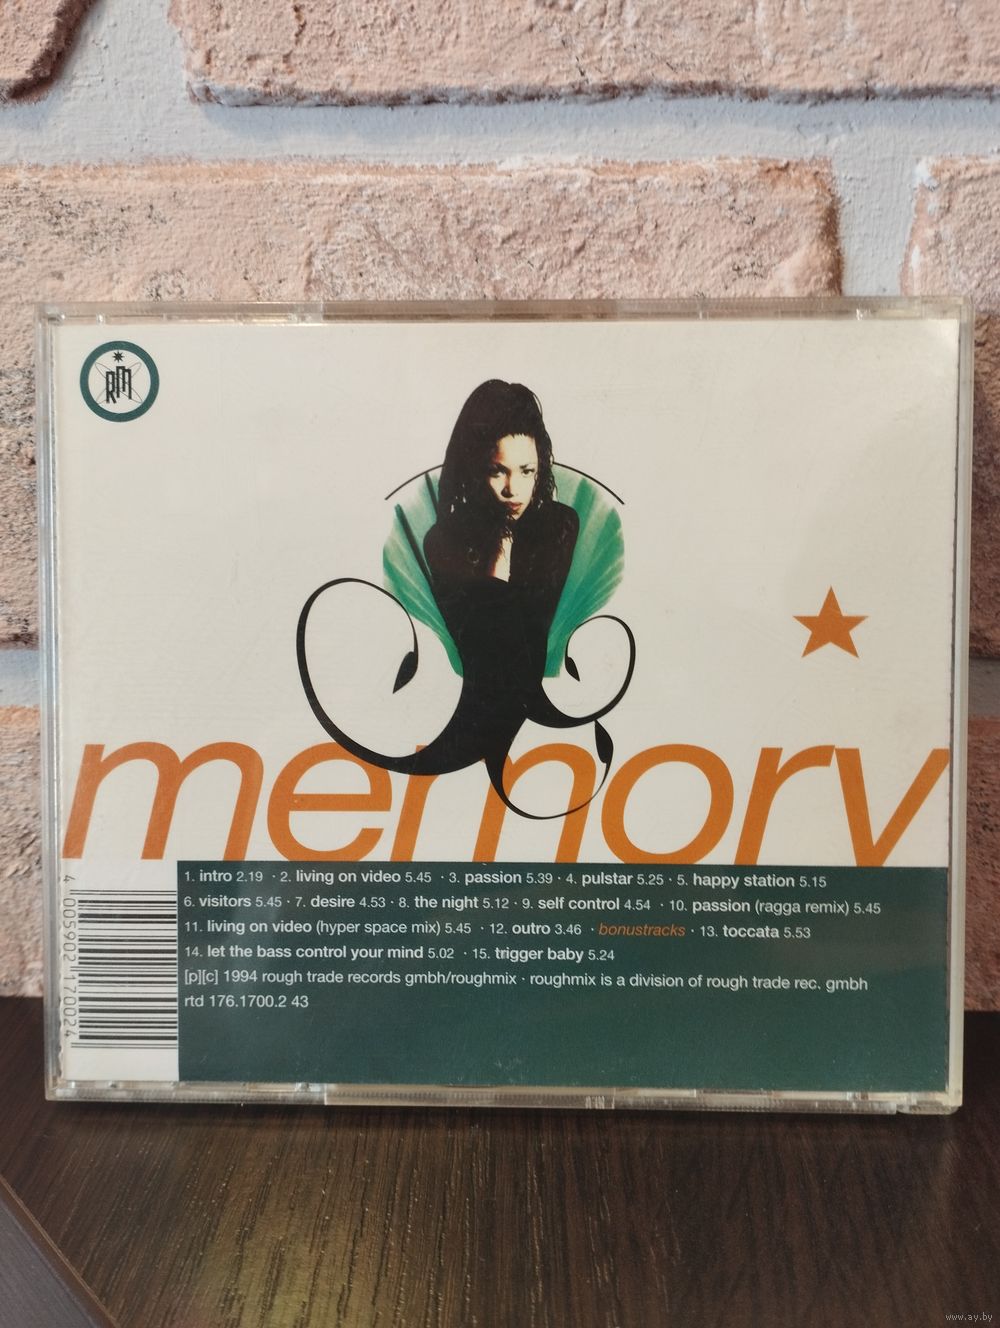 RM
memory
1. intro 2.19 · 2. living on video 5.45 · 3. passion 5.39 · 4. pulstar 5.25 · 5. happy station 5.15
6. visitors 5.45 · 7. desire 4.53 · 8. the night 5.12 · 9. self control 4.54 · 10. passion (ragga remix) 5.45
11. living on video (hyper space mix) 5.45 · 12. outro 3.46 · bonustracks · 13. toccata 5.53
14. let the bass control your mind 5.02 · 15. trigger baby 5.24
[p][c] 1994 rough trade records gmbh/roughmix · roughmix is a division of rough trade rec. gmbh
rtd 176.1700.2 43
4 005902 170024
www.ay.by